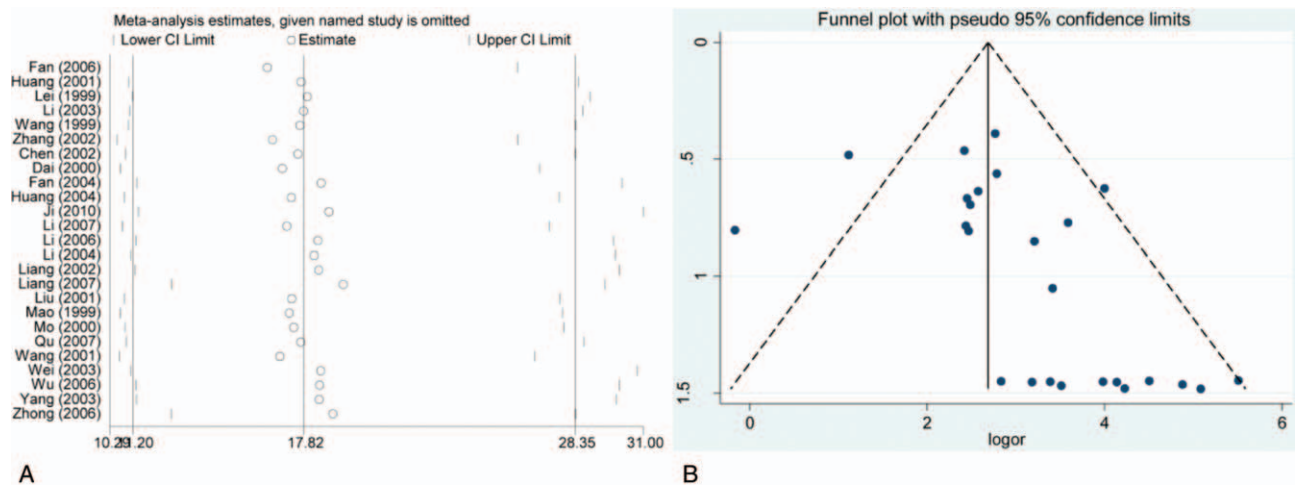 Meta-analysis estimates, given named study is omitted
Lower CI Limit Estimate Upper CI Limit
Fan (2006)
Huang (2001)
Lei (1999)
Li (2003)
Wang (1999)
Zhang (2002)
Chen (2002)
Dai (2000)
Fan (2004)
Huang (2004)
Ji (2010)
Li (2007)
Li (2006)
Li (2004)
Liang (2002)
Liang (2007)
Liu (2001)
Mao (1999)
Mo (2000)
Qu (2007)
Wang (2001)
Wei (2003)
Wu (2006)
Yang (2003)
Zhong (2006)
17.82 28.35 31.00
A
Funnel plot with pseudo 95% confidence limits
0
.5
1
1.5
0 2 4 6
logor
B